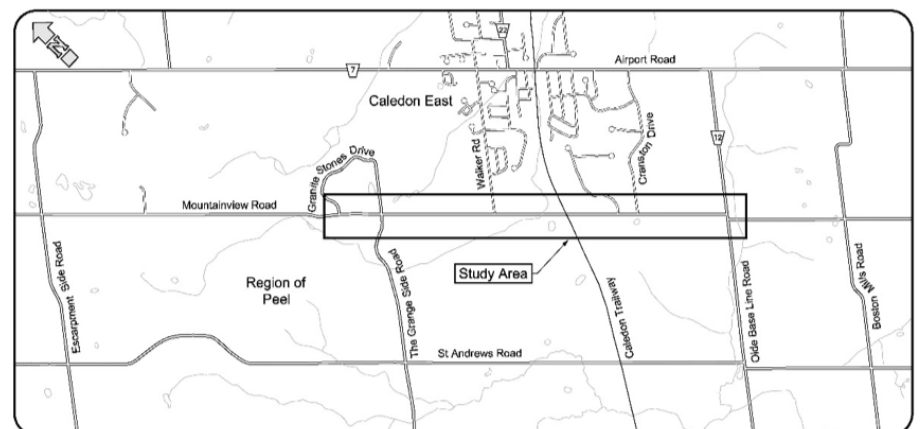 N
22
Airport Road
7
Caledon East
12
Walker Rd
Cranston Drive
Granite Stones Drive
Mountainview Road
Study Area
Escarpment Side Road
Region of
Peel
The Grange Side Road
Caledon Trailway
Olde Base Line Road
Boston Mills Road
St Andrews Road